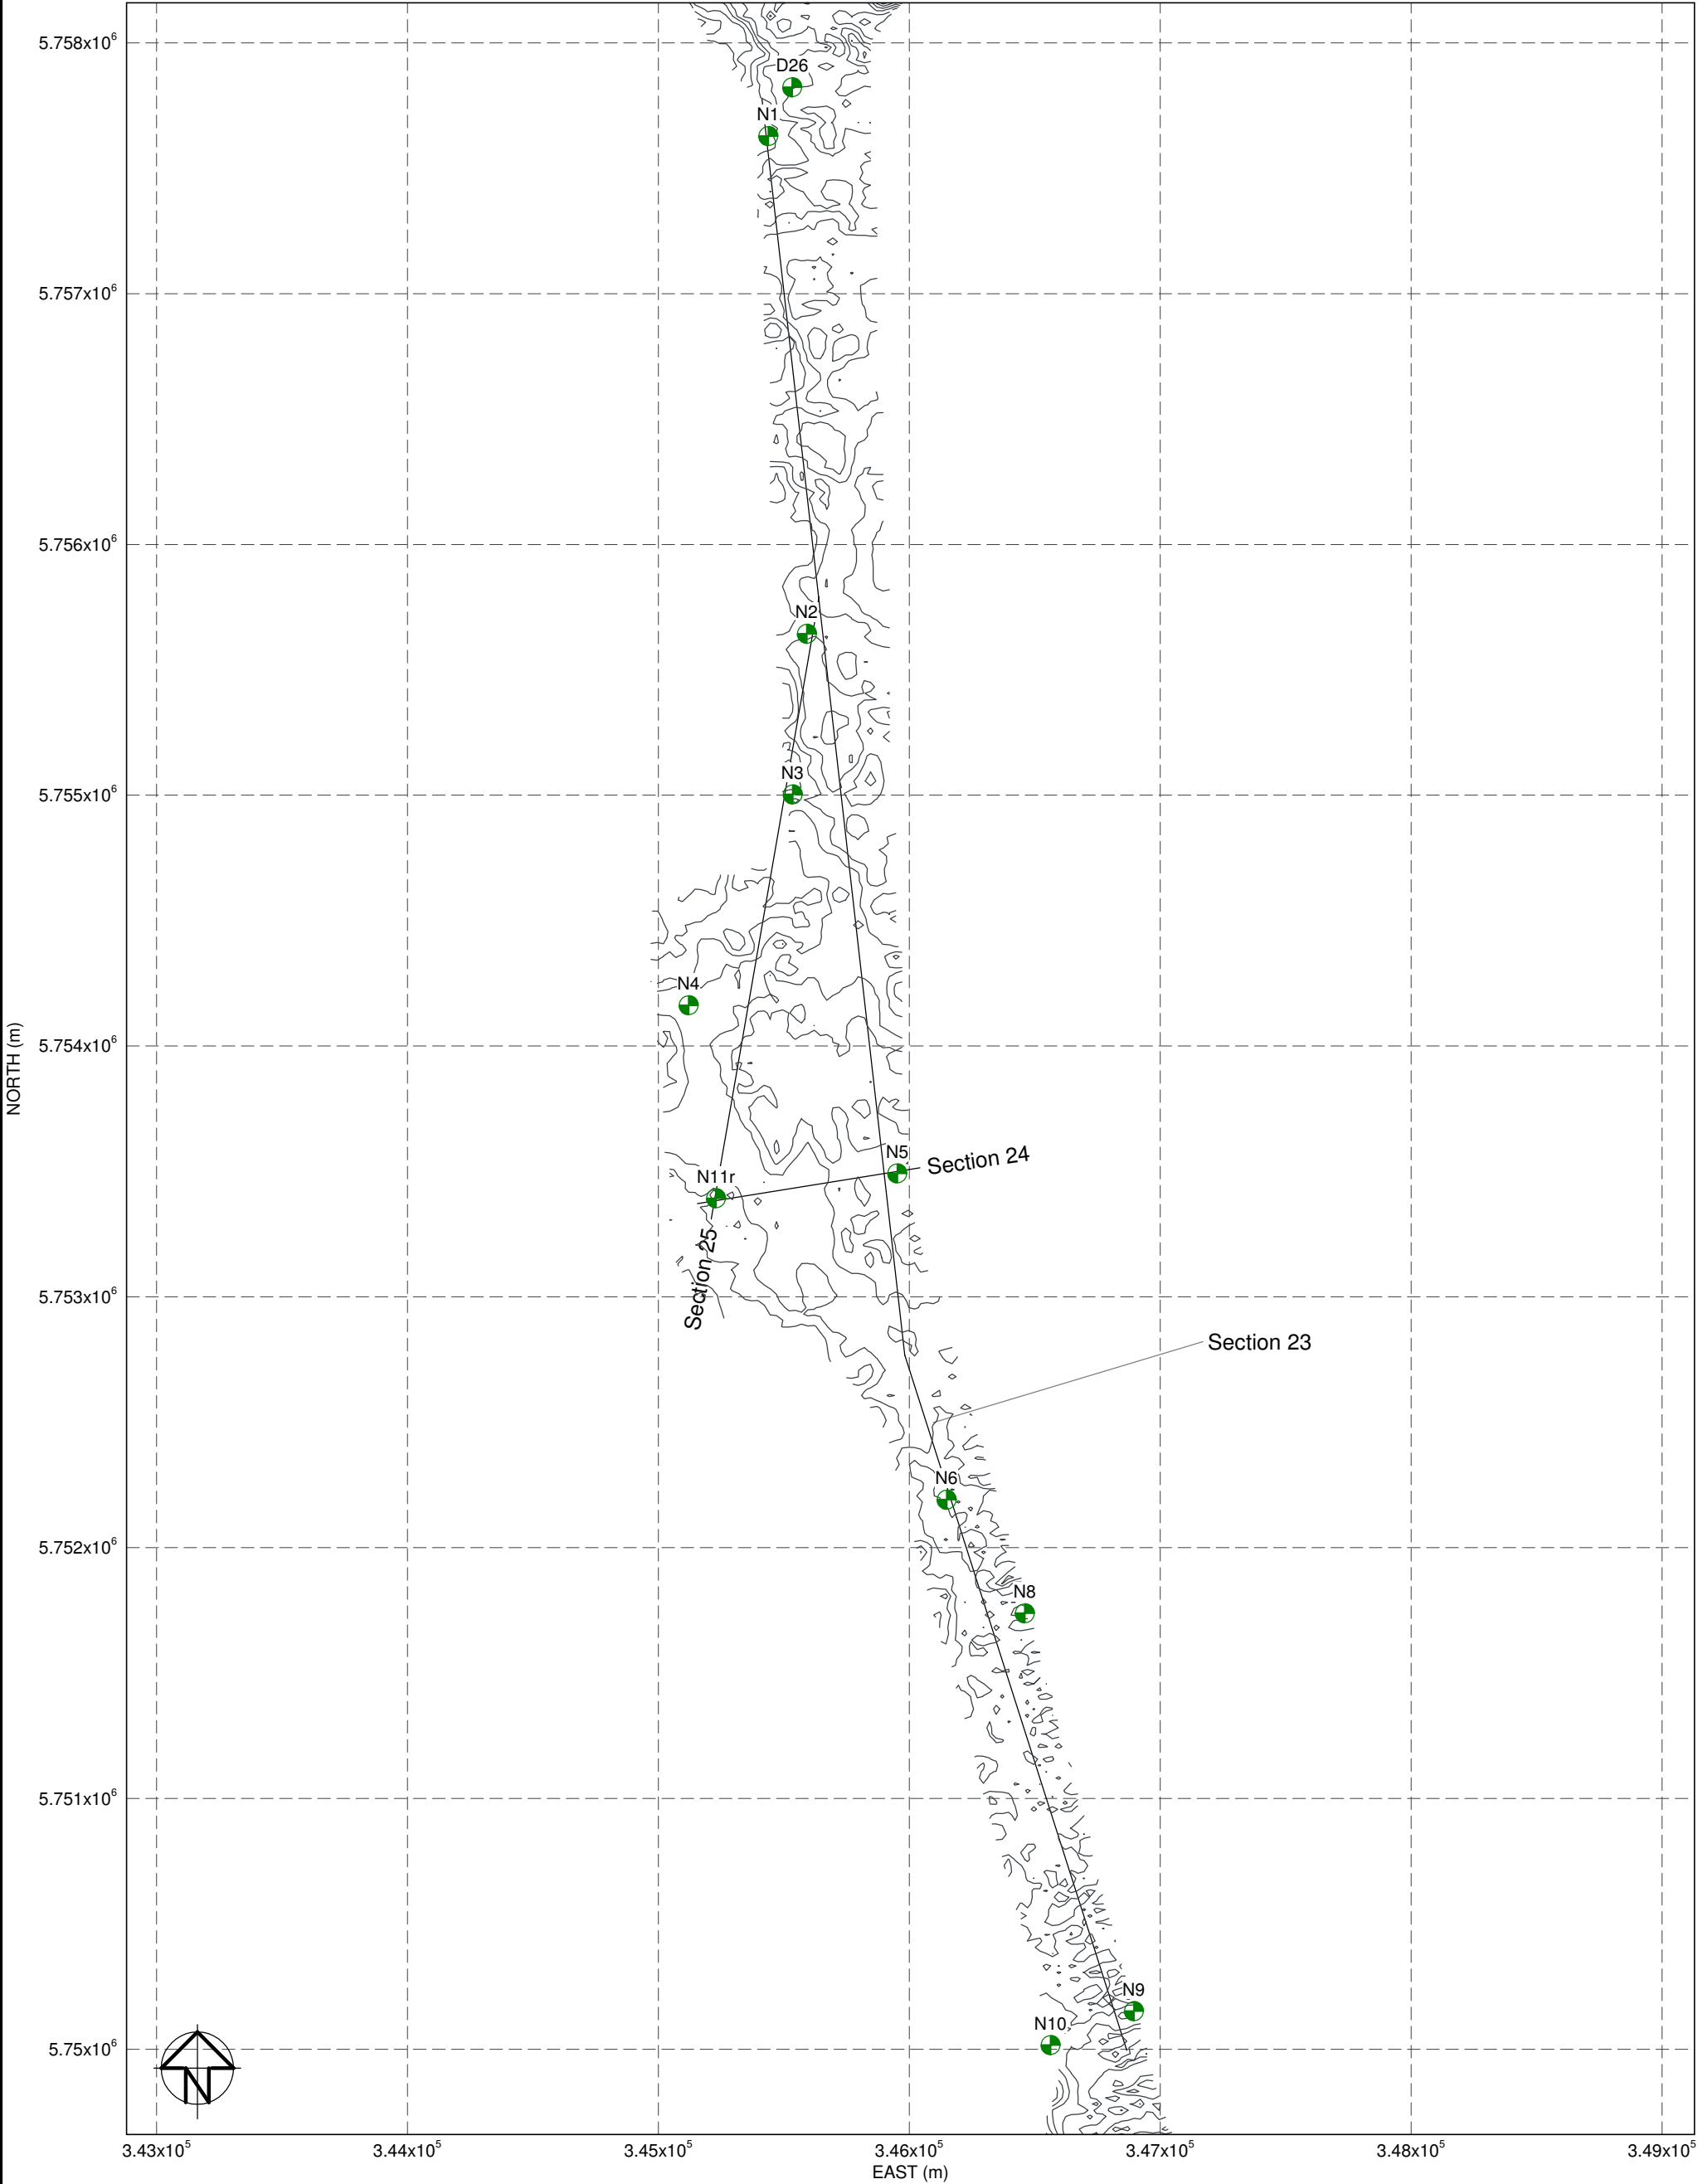 5.758x10⁶
D26
N1
5.757x10⁶
5.756x10⁶
N2
N3
5.755x10⁶
N4
5.754x10⁶
NORTH (m)
N5
Section 24
N11r
Section 25
5.753x10⁶
Section 23
N6
5.752x10⁶
N8
5.751x10⁶
N9
N10
5.75x10⁶
N
3.43x10⁵ 3.44x10⁵ 3.45x10⁵ 3.46x10⁵ 3.47x10⁵ 3.48x10⁵ 3.49x10⁵
EAST (m)